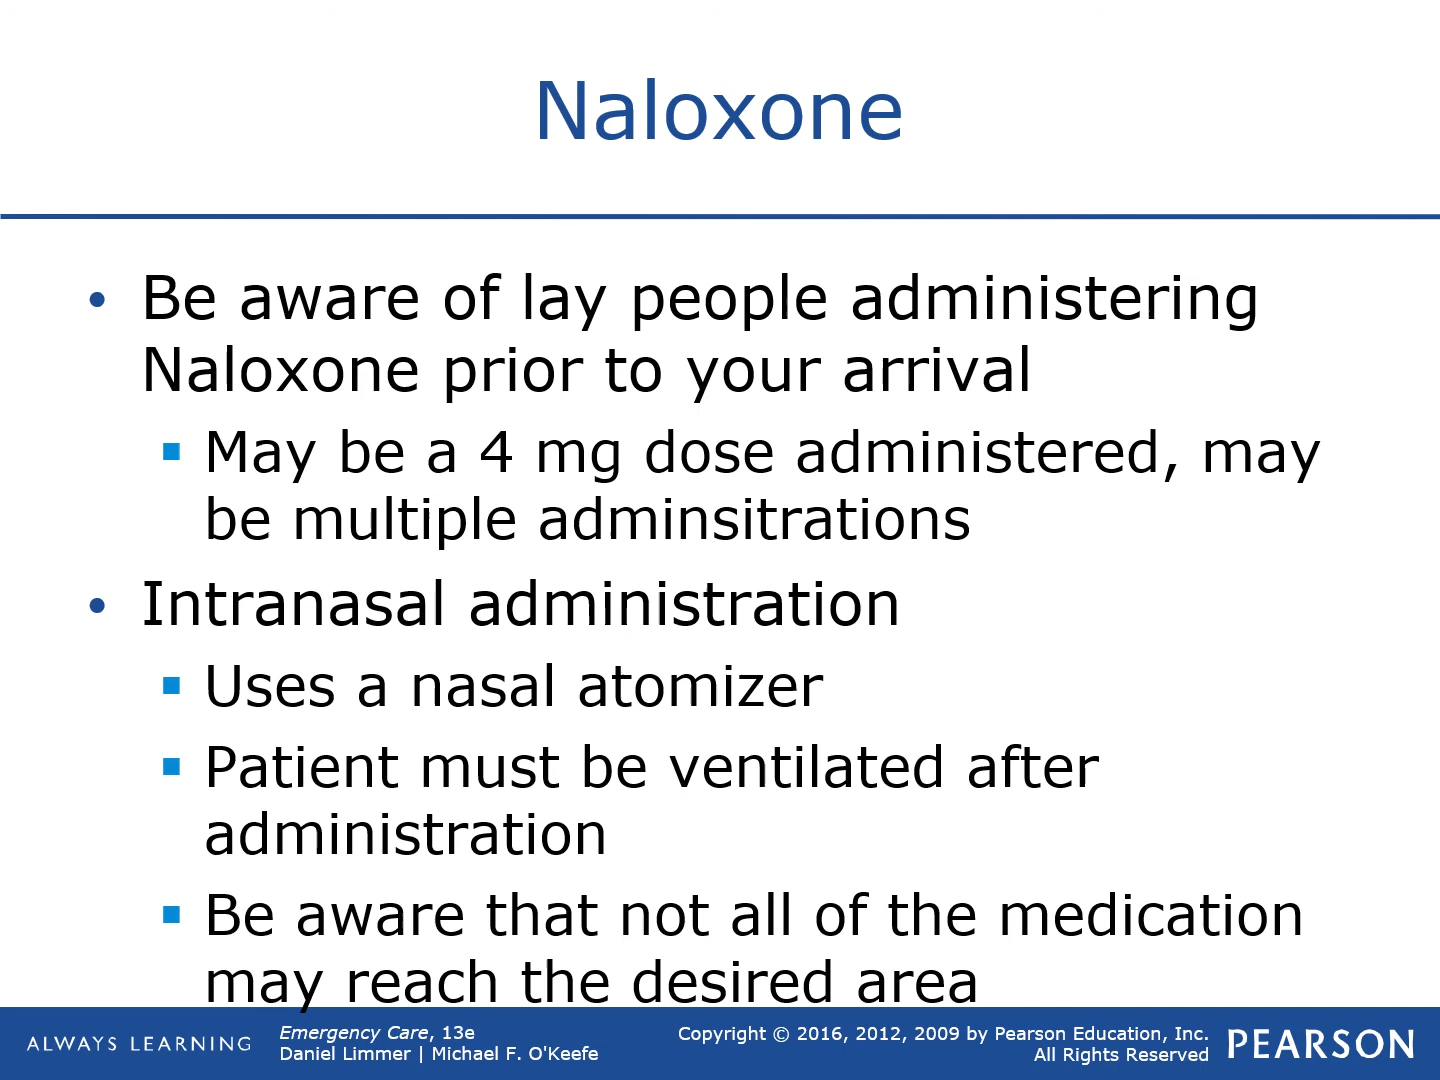 Naloxone
• Be aware of lay people administering
Naloxone prior to your arrival
▪ May be a 4 mg dose administered, may
be multiple adminsitrations
• Intranasal administration
▪ Uses a nasal atomizer
▪ Patient must be ventilated after
administration
▪ Be aware that not all of the medication
may reach the desired area
ALWAYS LEARNING
Emergency Care, 13e
Daniel Limmer | Michael F. O'Keefe
Copyright © 2016, 2012, 2009 by Pearson Education, Inc.
All Rights Reserved
PEARSON